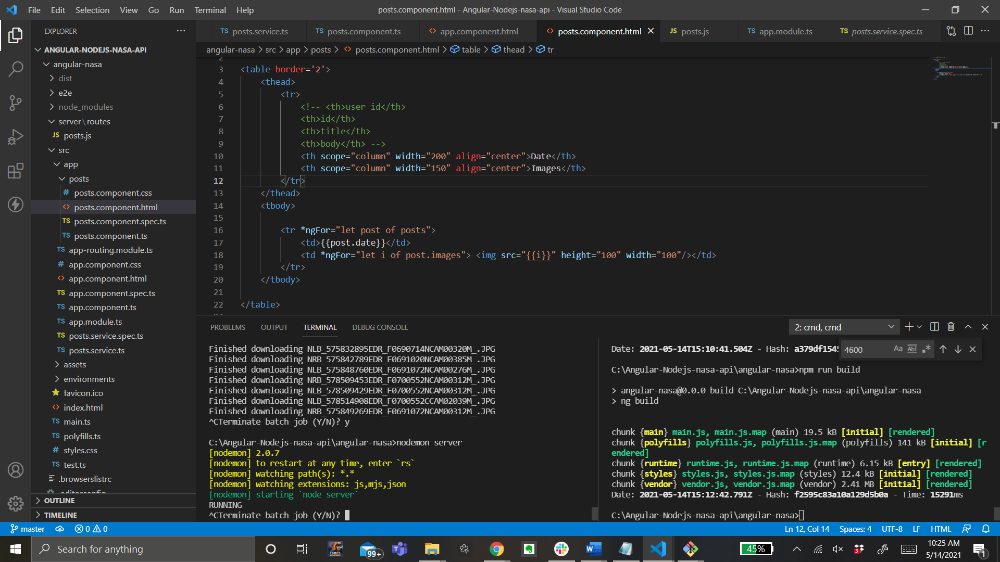 File Edit Selection View Go Run Terminal Help
posts.component.html - Angular-Nodejs-nasa-api - Visual Studio Code
EXPLORER
ANGULAR-NODEJS-NASA-API
angular-nasa
dist
e2e
node_modules
server\routes
JS posts.js
src
app
posts
# posts.component.css
<> posts.component.html
TS posts.component.spec.ts
TS posts.component.ts
TS app-routing.module.ts
# app.component.css
<> app.component.html
TS app.component.spec.ts
TS app.component.ts
TS app.module.ts
TS posts.service.spec.ts
TS posts.service.ts
assets
environments
favicon.ico
<> index.html
TS main.ts
TS polyfills.ts
# styles.css
TS test.ts
.browserslistrc
.editorconfig
OUTLINE
TIMELINE
TS posts.service.ts
TS posts.component.ts
<> app.component.html
<> posts.component.html
JS posts.js
TS app.module.ts
TS posts.service.spec.ts
angular-nasa > src > app > posts > <> posts.component.html > table > thead > tr
2
3 <table border='2'>
4 <thead>
5 <tr>
6 <!-- <th>user id</th>
7 <th>id</th>
8 <th>title</th>
9 <th>body</th> -->
10 <th scope="column" width="200" align="center">Date</th>
11 <th scope="column" width="150" align="center">Images</th>
12 </tr>
13 </thead>
14 <tbody>
15
16 <tr *ngFor="let post of posts">
17 <td>{{post.date}}</td>
18 <td *ngFor="let i of post.images"> <img src="{{i}}" height="100" width="100"/></td>
19 </tr>
20 </tbody>
21
22 </table>
PROBLEMS OUTPUT TERMINAL DEBUG CONSOLE
2: cmd, cmd
Finished downloading NLB_575832895EDR_F0690714NCAM00320M_.JPG
Finished downloading NRB_575842789EDR_F0691020NCAM00385M_.JPG
Finished downloading NLB_575848760EDR_F0691072NCAM00276M_.JPG
Finished downloading NRB_578509453EDR_F0700552NCAM00312M_.JPG
Finished downloading NLB_578509429EDR_F0700552NCAM00312M_.JPG
Finished downloading NLB_578514908EDR_F0700552CCAM02039M_.JPG
Finished downloading NRB_575849269EDR_F0691072NCAM00312M_.JPG
^CTerminate batch job (Y/N)? y
C:\Angular-Nodejs-nasa-api\angular-nasa>nodemon server
[nodemon] 2.0.7
[nodemon] to restart at any time, enter `rs`
[nodemon] watching path(s): *.*
[nodemon] watching extensions: js,mjs,json
[nodemon] starting `node server`
RUNNING
^CTerminate batch job (Y/N)?
Date: 2021-05-14T15:10:41.504Z - Hash: a379df1545
4600
C:\Angular-Nodejs-nasa-api\angular-nasa>npm run build
> angular-nasa@0.0.0 build C:\Angular-Nodejs-nasa-api\angular-nasa
> ng build
chunk {main} main.js, main.js.map (main) 19.5 kB [initial] [rendered]
chunk {polyfills} polyfills.js, polyfills.js.map (polyfills) 141 kB [initial] [r
endered]
chunk {runtime} runtime.js, runtime.js.map (runtime) 6.15 kB [entry] [rendered]
chunk {styles} styles.js, styles.js.map (styles) 12.4 kB [initial] [rendered]
chunk {vendor} vendor.js, vendor.js.map (vendor) 2.41 MB [initial] [rendered]
Date: 2021-05-14T15:12:42.791Z - Hash: f2595c83a10a129d5b0a - Time: 15291ms
C:\Angular-Nodejs-nasa-api\angular-nasa>
master 0 0
Ln 12, Col 14 Spaces: 4 UTF-8 LF HTML
Search for anything
99+
45%
3
10:25 AM
5/14/2021
1